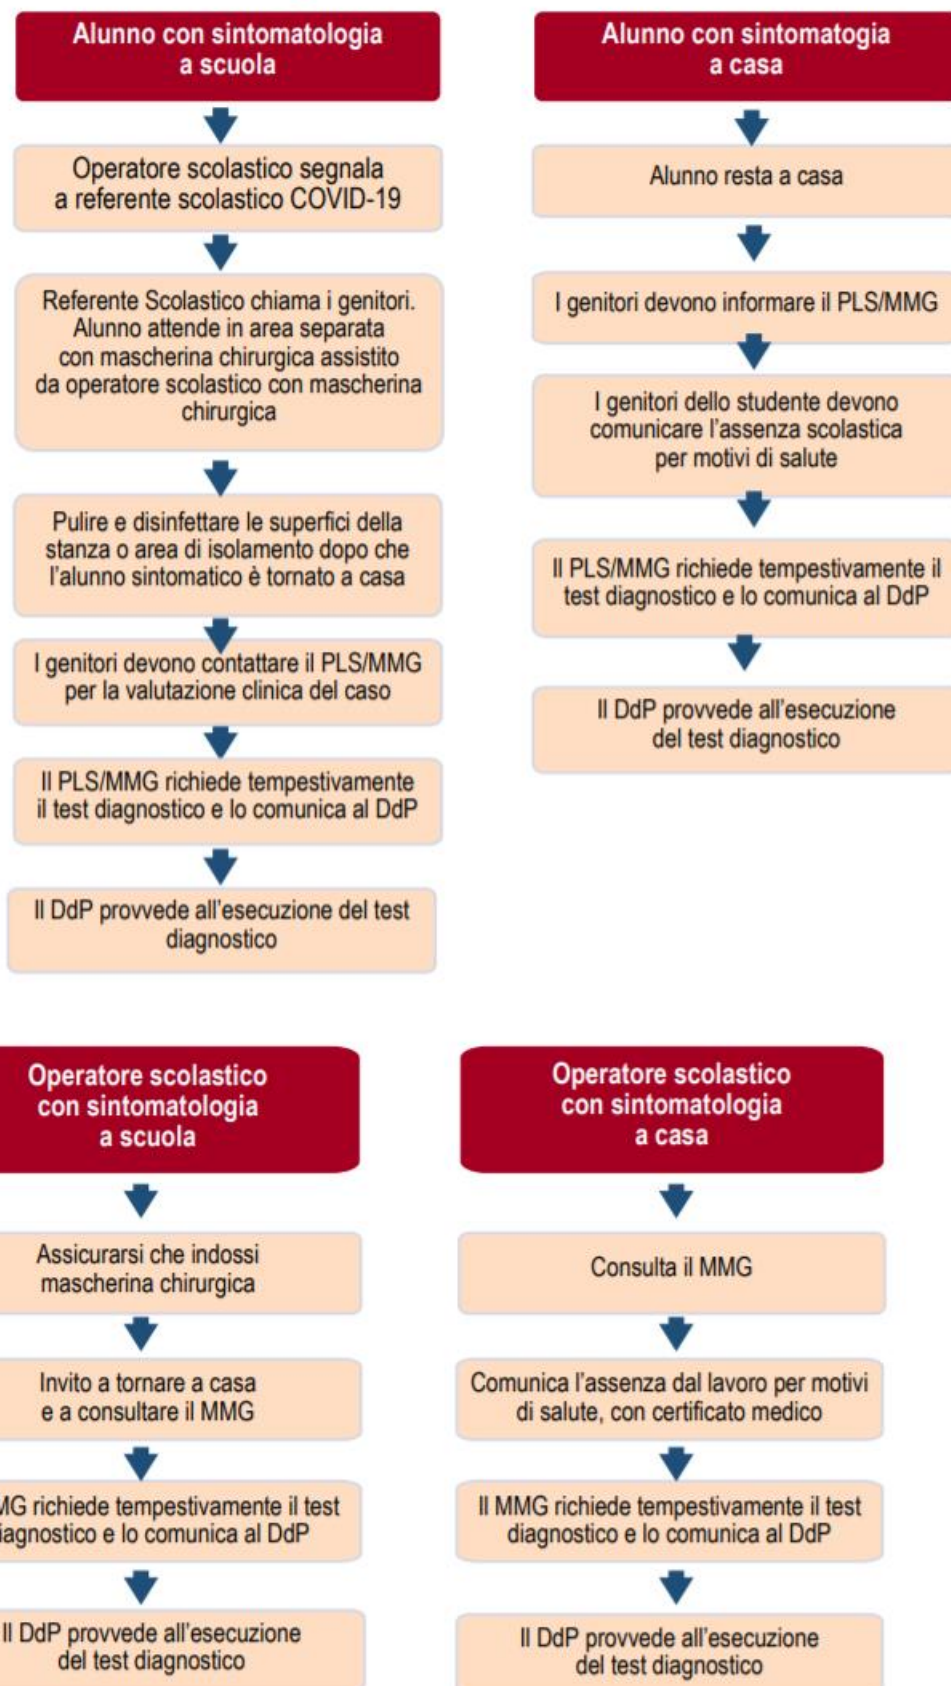 Alunno con sintomatologia
a scuola
Operatore scolastico segnala
a referente scolastico COVID-19
Referente Scolastico chiama i genitori.
Alunno attende in area separata
con mascherina chirurgica assistito
da operatore scolastico con mascherina
chirurgica
Pulire e disinfettare le superfici della
stanza o area di isolamento dopo che
l'alunno sintomatico è tornato a casa
I genitori devono contattare il PLS/MMG
per la valutazione clinica del caso
Il PLS/MMG richiede tempestivamente
il test diagnostico e lo comunica al DdP
Il DdP provvede all'esecuzione del test
diagnostico
Alunno con sintomatogia
a casa
Alunno resta a casa
I genitori devono informare il PLS/MMG
I genitori dello studente devono
comunicare l'assenza scolastica
per motivi di salute
Il PLS/MMG richiede tempestivamente il
test diagnostico e lo comunica al DdP
Il DdP provvede all'esecuzione
del test diagnostico
Operatore scolastico
con sintomatologia
a scuola
Assicurarsi che indossi
mascherina chirurgica
Invito a tornare a casa
e a consultare il MMG
richiede tempestivamente il test
e lo comunica al DdP
Il DdP provvede all'esecuzione
del test diagnostico
Operatore scolastico
con sintomatologia
a casa
Consulta il MMG
Comunica l'assenza dal lavoro per motivi
di salute, con certificato medico
Il MMG richiede tempestivamente il test
diagnostico e lo comunica al DdP
Il DdP provvede all'esecuzione
del test diagnostico